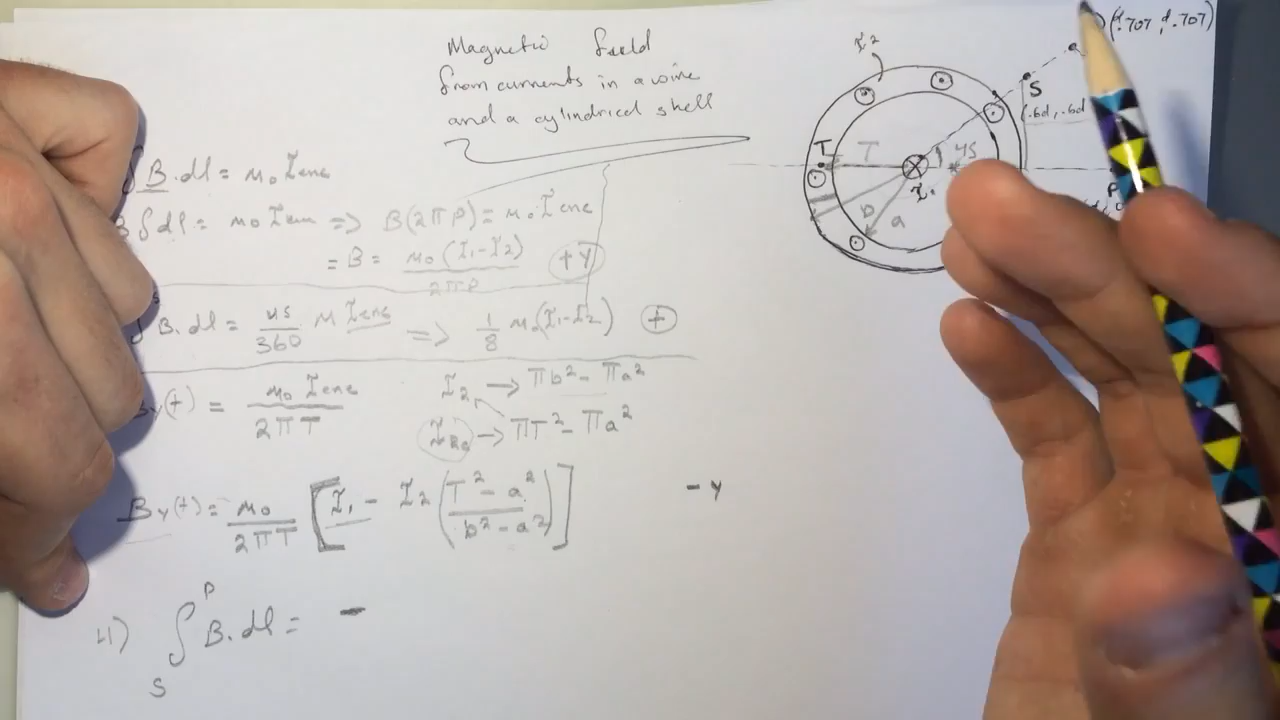 Magnetic field
from currents in a wire
and a cylindrical shell
∫ B.dl = μ₀ Ienc
B∫dl = μ₀ Ienc => B(2πρ) = μ₀ Ienc
= B = μ₀(I₁-I₂)/2πρ +Y
∫ B.dl = 45/360 μ Ienc => 1/8 μ₀(I₁-I₂) +
By(t) = μ₀ Ienc/2πT
I₂ → πb² - πa²
→ πT² - πa²
By(t) = μ₀/2πT [I₁ - I₂ (T² - a²/b² - a²)] - Y
4) ∫ₛᴾ B.dl = -
I₂
(d.707, d.707)
S
(.6d, .6d
T
T
45
I₁
b
a
P